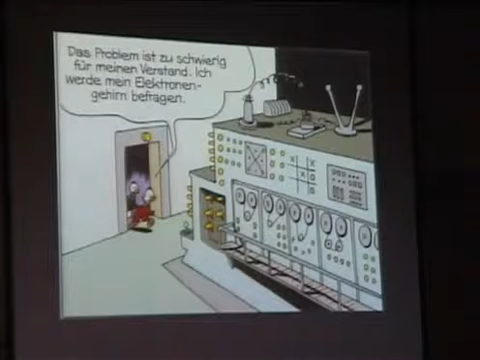 Das Problem ist zu schwierig
für meinen Verstand. Ich
werde mein Elektronen-
gehirn befragen.